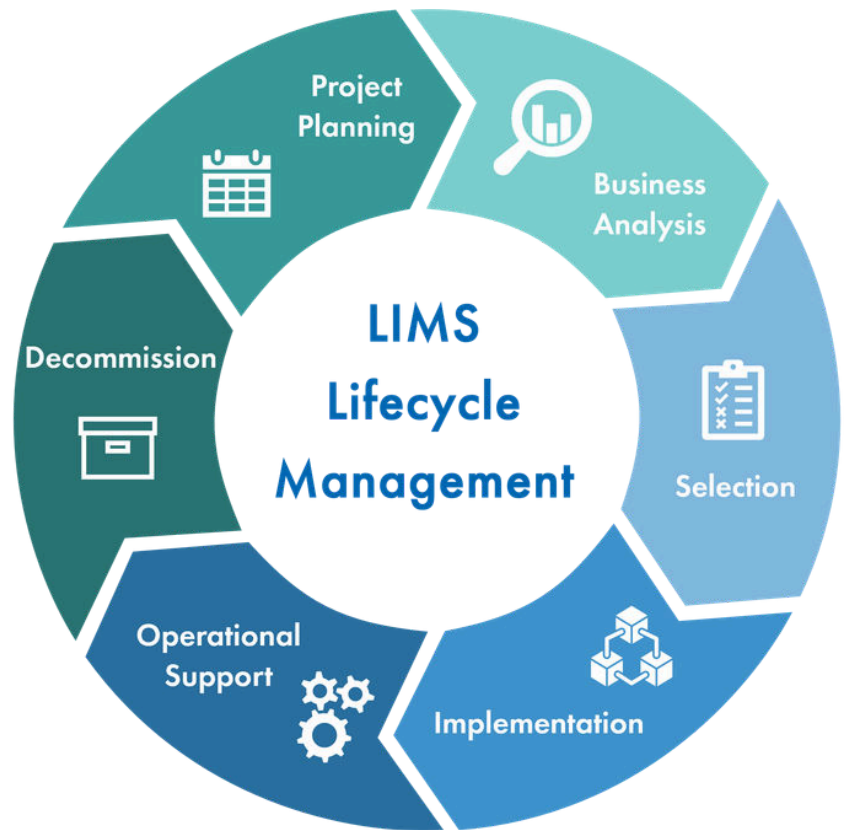 LIMS
Lifecycle
Management
Project
Planning
Business
Analysis
Selection
Implementation
Operational
Support
Decommission